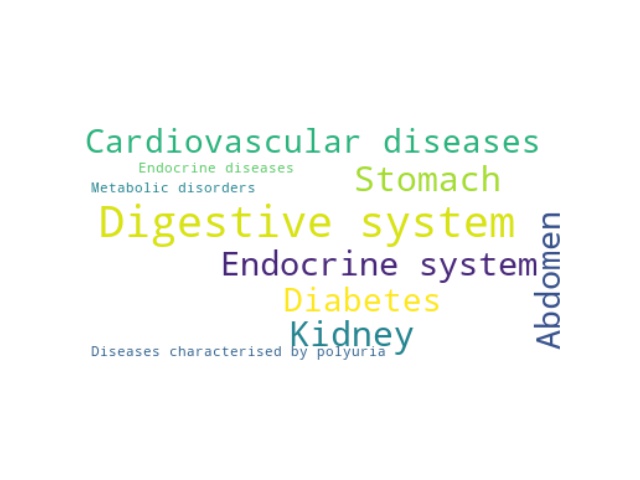 Cardiovascular diseases
Endocrine diseases
Stomach
Metabolic disorders
Digestive system
Endocrine system
Abdomen
Diabetes
Kidney
Diseases characterised by polyuria